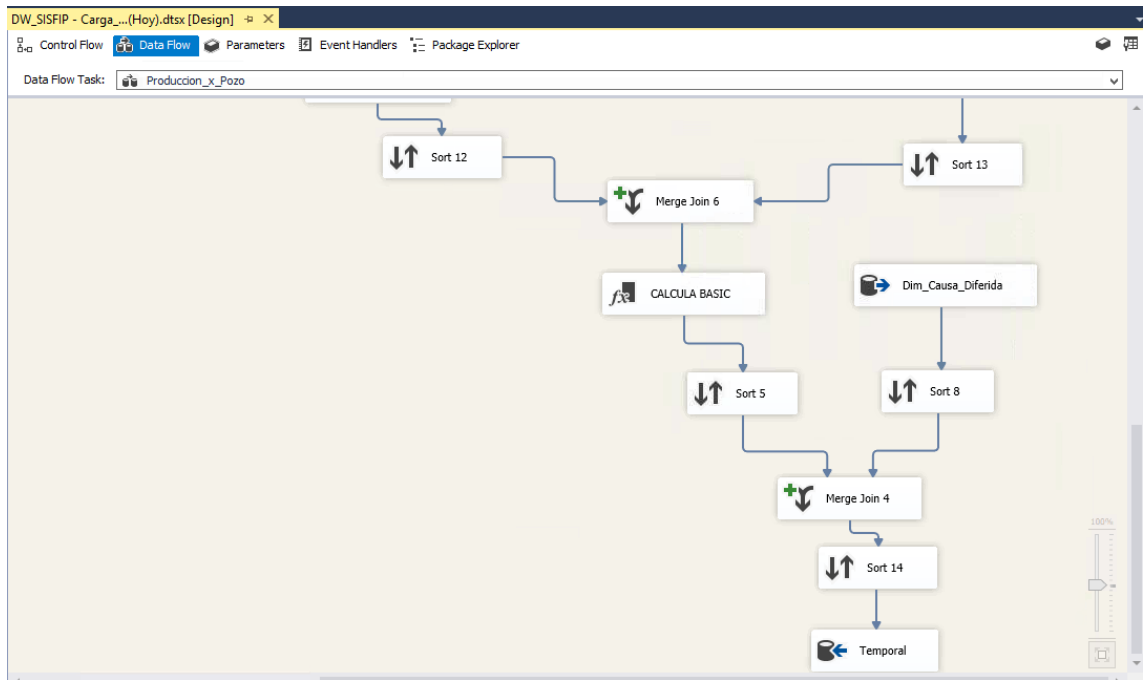 DW_SISFIP - Carga_...(Hoy).dtsx [Design]
Control Flow Data Flow Parameters Event Handlers Package Explorer
Data Flow Task: Produccion_x_Pozo
Sort 12
Sort 13
Merge Join 6
CALCULA BASIC
Dim_Causa_Diferida
Sort 5
Sort 8
Merge Join 4
100%
Sort 14
Temporal